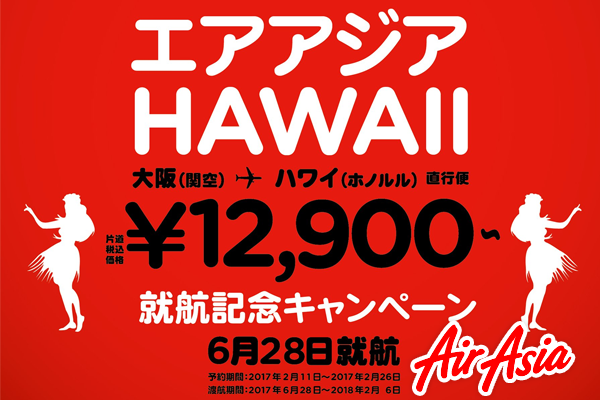 エアアジア
HAWAII
大阪(関空) ✈ ハワイ(ホノルル) 直行便
片道
税込
価格
¥12,900~
就航記念キャンペーン
6月28日就航
予約期間：2017年2月11日～2017年2月26日
渡航期間：2017年6月28日～2018年2月 6日
AirAsia